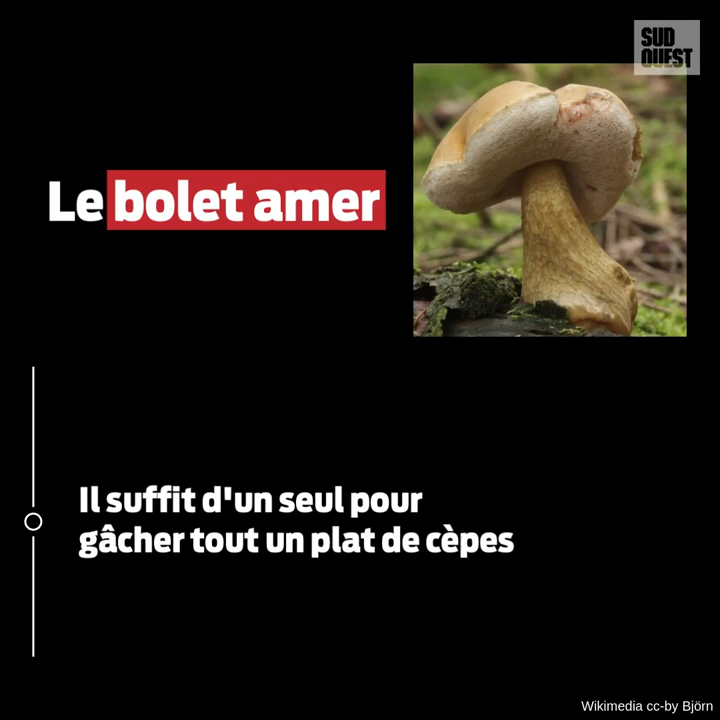 SUD
OUEST
Le bolet amer
Il suffit d'un seul pour
gâcher tout un plat de cèpes
Wikimedia cc-by Björn